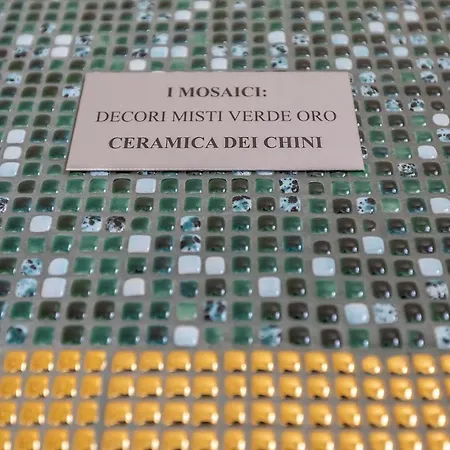 I MOSAICI:
DECORI MISTI VERDE ORO
CERAMICA DEI CHINI